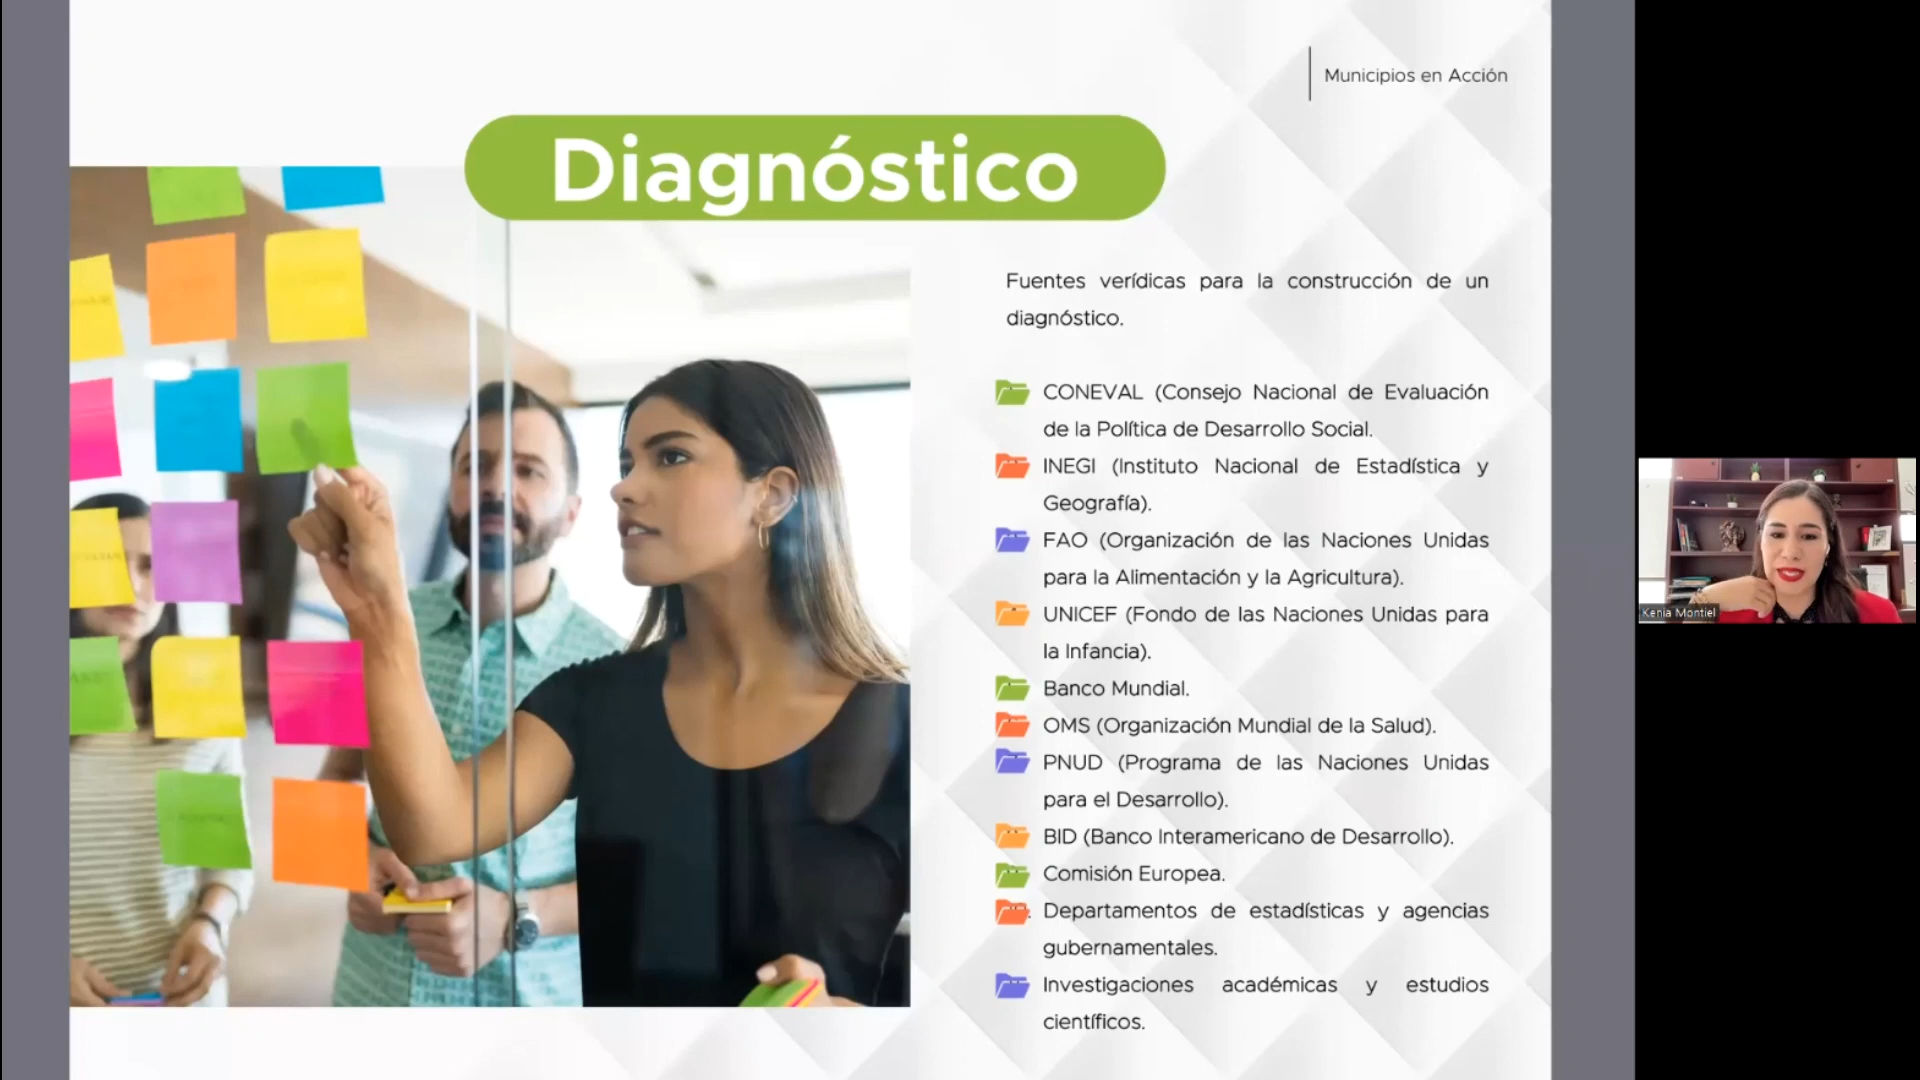 Municipios en Acción
Diagnóstico
Fuentes verídicas para la construcción de un
diagnóstico.
CONEVAL (Consejo Nacional de Evaluación
de la Política de Desarrollo Social.
INEGI (Instituto Nacional de Estadística y
Geografía).
FAO (Organización de las Naciones Unidas
para la Alimentación y la Agricultura).
UNICEF (Fondo de las Naciones Unidas para
la Infancia).
Banco Mundial.
OMS (Organización Mundial de la Salud).
PNUD (Programa de las Naciones Unidas
para el Desarrollo).
BID (Banco Interamericano de Desarrollo).
Comisión Europea.
Departamentos de estadísticas y agencias
gubernamentales.
Investigaciones académicas y estudios
científicos.
Kenia Montiel